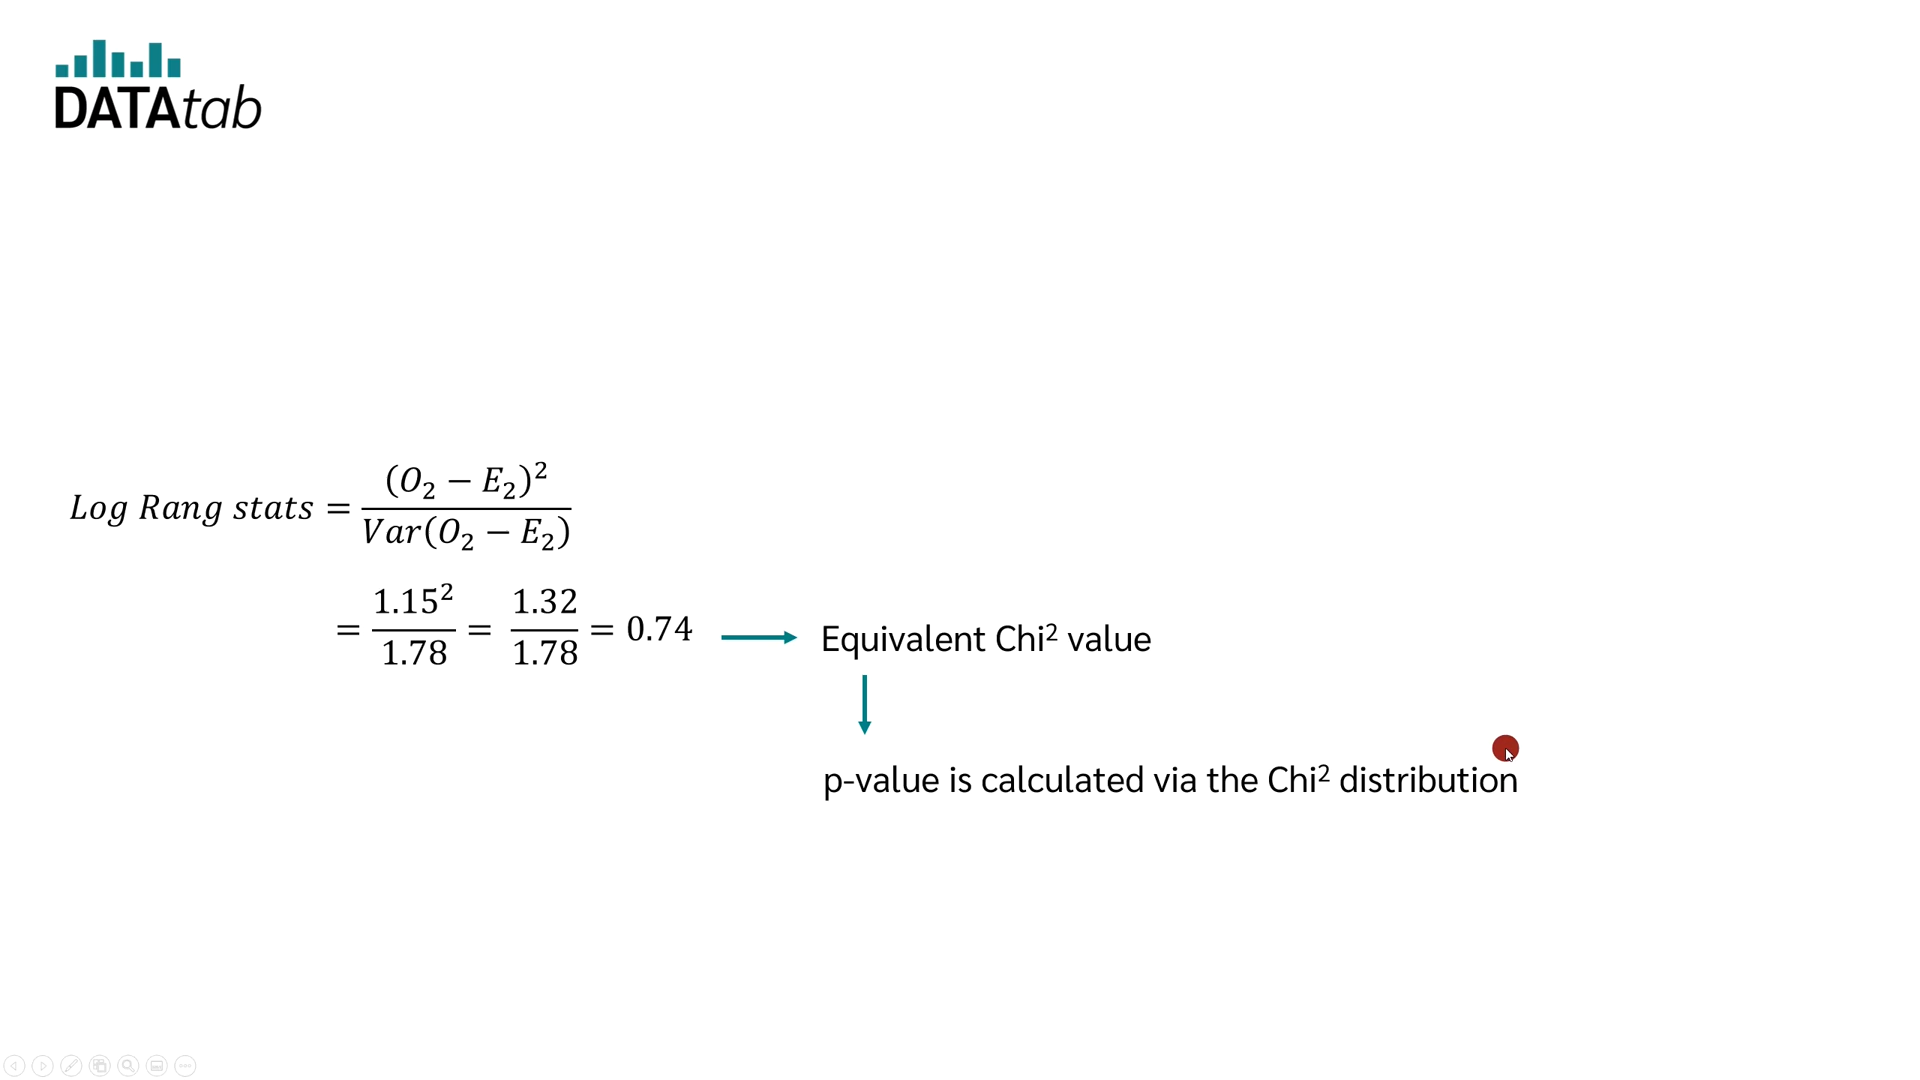 DATAtab
Log Rang stats = (O₂ − E₂)² / Var(O₂ − E₂)
= 1.15² / 1.78 = 1.32 / 1.78 = 0.74
Equivalent Chi² value
p-value is calculated via the Chi² distribution